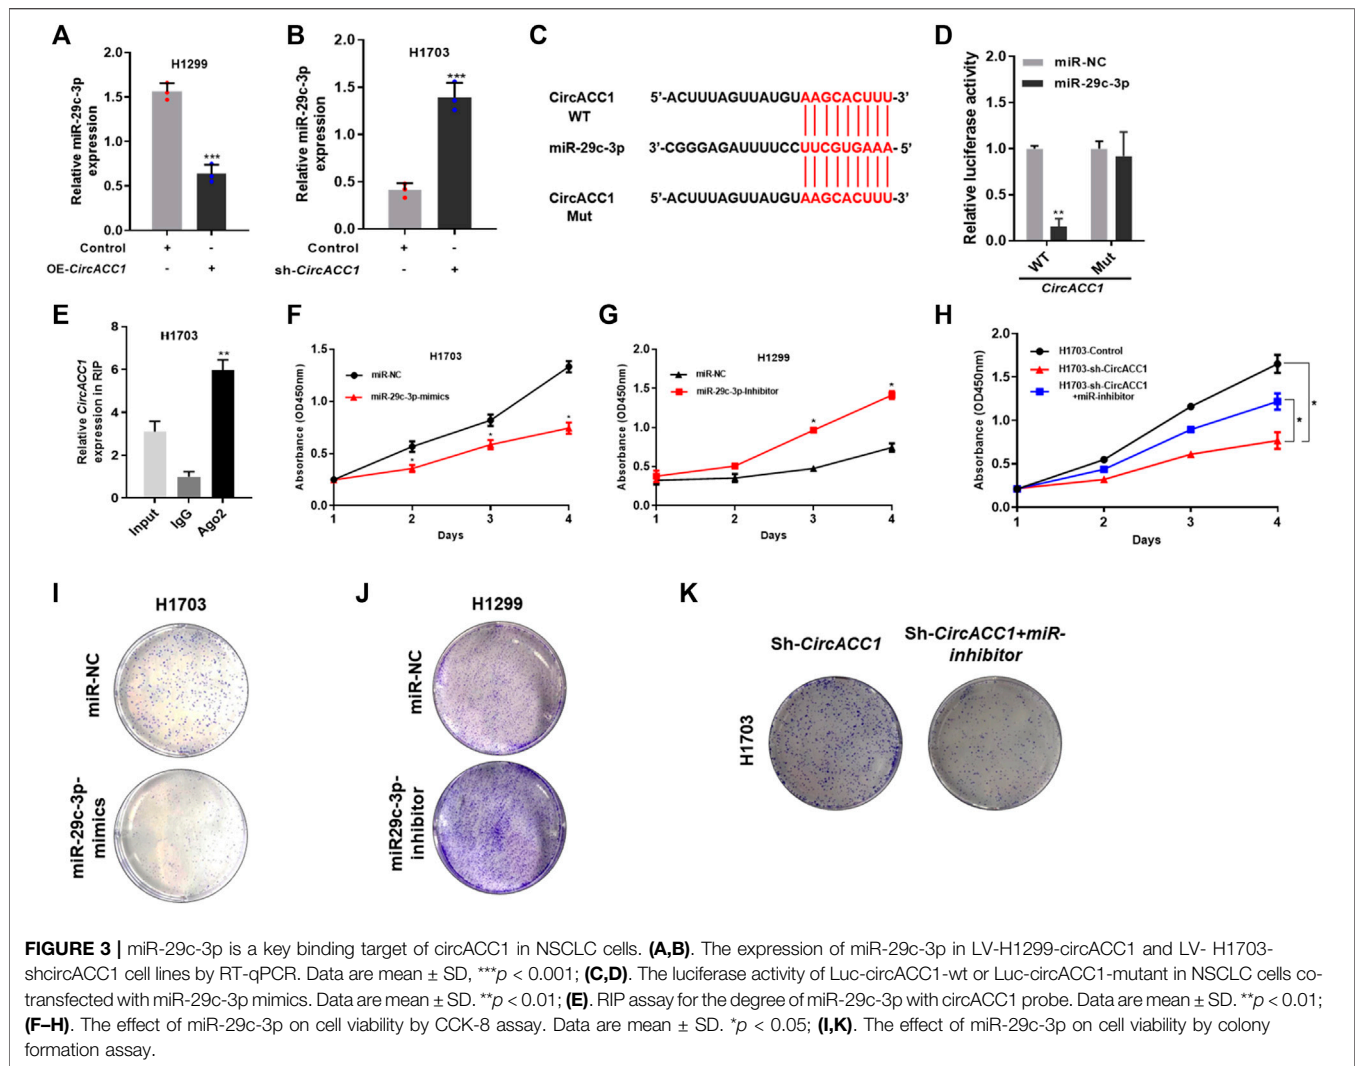 A
H1299
Relative miR-29c-3p
expression
2.0
1.5
1.0
0.5
0.0
***
Control + -
OE-CircACC1 - +
B
H1703
Relative miR-29c-3p
expression
2.0
1.5
1.0
0.5
0.0
***
Control + -
sh-CircACC1 - +
C
CircACC1
WT
5'-ACUUUAGUUAUGUAAGCACUUU-3'
miR-29c-3p
3'-CGGGAGAUUUUCCUUCGUGAAA-5'
CircACC1
Mut
5'-ACUUUAGUUAUGUAAGCACUUU-3'
D
miR-NC
miR-29c-3p
Relative luciferase activity
2.0
1.5
1.0
0.5
0.0
**
WT
Mut
CircACC1
E
H1703
Relative CircACC1
expression in RIP
8
6
4
2
0
**
Input
IgG
Ago2
F
H1703
miR-NC
miR-29c-3p-mimics
Absorbance (OD450nm)
1.5
1.0
0.5
0.0
* * *
1 2 3 4
Days
G
H1299
miR-NC
miR-29c-3p-Inhibitor
Absorbance (OD450nm)
2.0
1.5
1.0
0.5
0.0
* *
1 2 3 4
Days
H
H1703-Control
H1703-sh-CircACC1
H1703-sh-CircACC1
+miR-inhibitor
Absorbance (OD450nm)
2.0
1.5
1.0
0.5
0.0
* *
1 2 3 4
Days
I
H1703
miR-NC
miR-29c-3p-
mimics
J
H1299
miR-NC
miR29c-3p-
inhibitor
K
Sh-CircACC1
Sh-CircACC1+miR-
inhibitor
H1703
FIGURE 3 | miR-29c-3p is a key binding target of circACC1 in NSCLC cells. (A,B). The expression of miR-29c-3p in LV-H1299-circACC1 and LV- H1703-
shcircACC1 cell lines by RT-qPCR. Data are mean ± SD, ***p < 0.001; (C,D). The luciferase activity of Luc-circACC1-wt or Luc-circACC1-mutant in NSCLC cells co-
transfected with miR-29c-3p mimics. Data are mean ± SD. **p < 0.01; (E). RIP assay for the degree of miR-29c-3p with circACC1 probe. Data are mean ± SD. **p < 0.01;
(F–H). The effect of miR-29c-3p on cell viability by CCK-8 assay. Data are mean ± SD. *p < 0.05; (I,K). The effect of miR-29c-3p on cell viability by colony
formation assay.